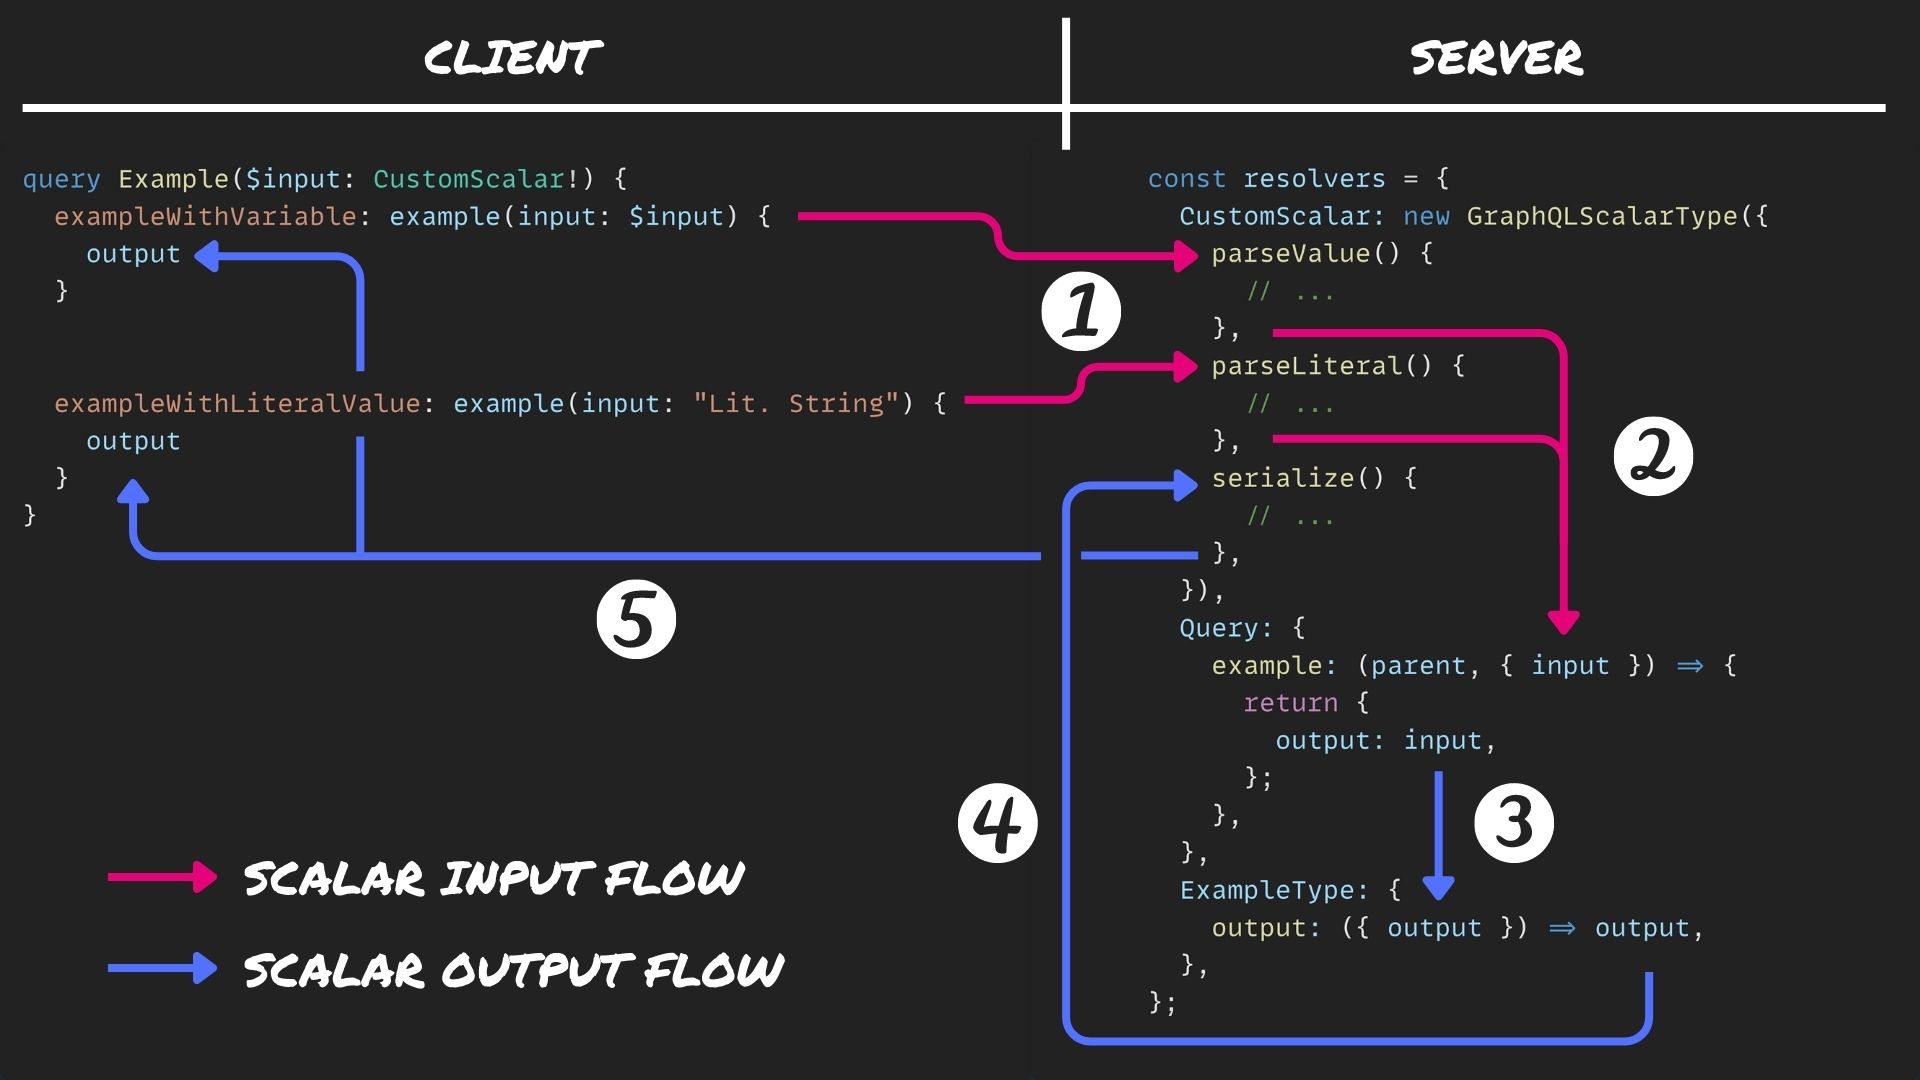 CLIENT
SERVER
query Example($input: CustomScalar!) {
exampleWithVariable: example(input: $input) {
output
}
exampleWithLiteralValue: example(input: "Lit. String") {
output
}
}
const resolvers = {
CustomScalar: new GraphQLScalarType({
parseValue() {
// ...
},
parseLiteral() {
// ...
},
serialize() {
// ...
},
}),
Query: {
example: (parent, { input }) => {
return {
output: input,
};
},
},
ExampleType: {
output: ({ output }) => output,
},
};
1
2
3
4
5
SCALAR INPUT FLOW
SCALAR OUTPUT FLOW